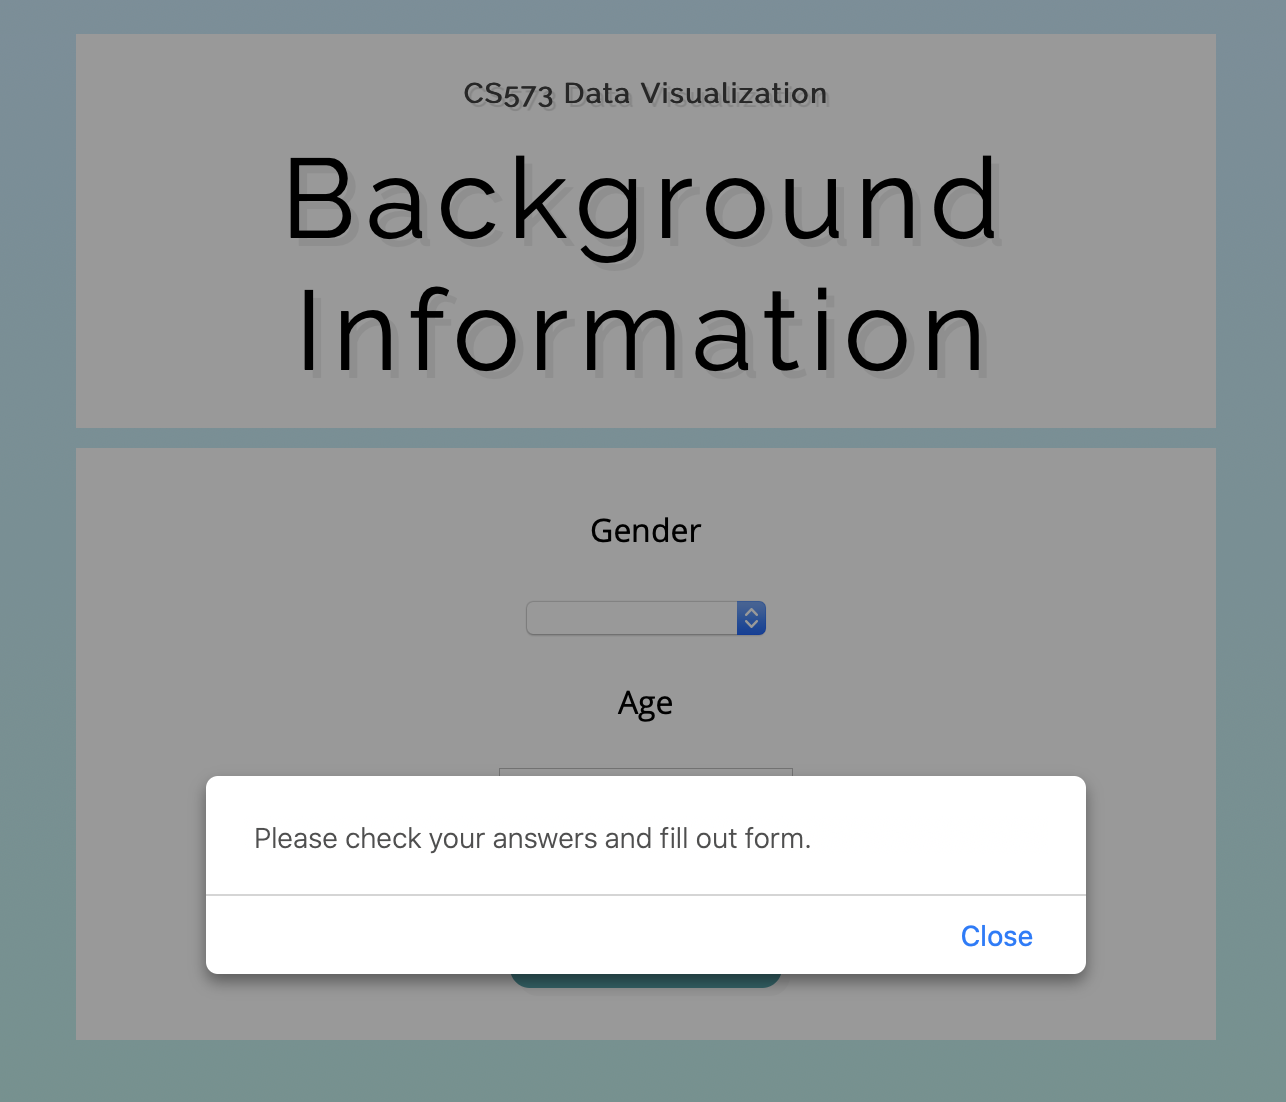 CS573 Data Visualization
Background
Information
Gender
Age
Please check your answers and fill out form.
Close